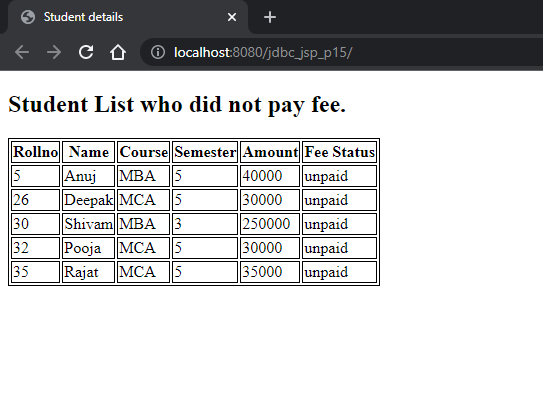 Student details
localhost:8080/jdbc_jsp_p15/
Student List who did not pay fee.
Rollno Name Course Semester Amount Fee Status
5 Anuj MBA 5 40000 unpaid
26 Deepak MCA 5 30000 unpaid
30 Shivam MBA 3 250000 unpaid
32 Pooja MCA 5 30000 unpaid
35 Rajat MCA 5 35000 unpaid